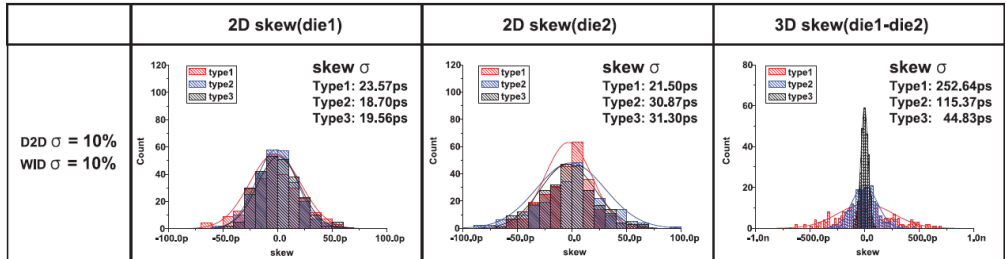 2D skew(die1)
2D skew(die2)
3D skew(die1-die2)
D2D σ = 10%
WID σ = 10%
120
100
80
60
40
20
0
Count
type1
type2
type3
skew σ
Type1: 23.57ps
Type2: 18.70ps
Type3: 19.56ps
-100.0p
-50.0p
0.0
50.0p
100.0p
skew
120
100
80
60
40
20
0
Count
type1
type2
type3
skew σ
Type1: 21.50ps
Type2: 30.87ps
Type3: 31.30ps
-100.0p
-50.0p
0.0
50.0p
100.0p
skew
80
60
40
20
0
Count
type1
type2
type3
skew σ
Type1: 252.64ps
Type2: 115.37ps
Type3: 44.83ps
-1.0n
-500.0p
0.0
500.0p
1.0n
skew